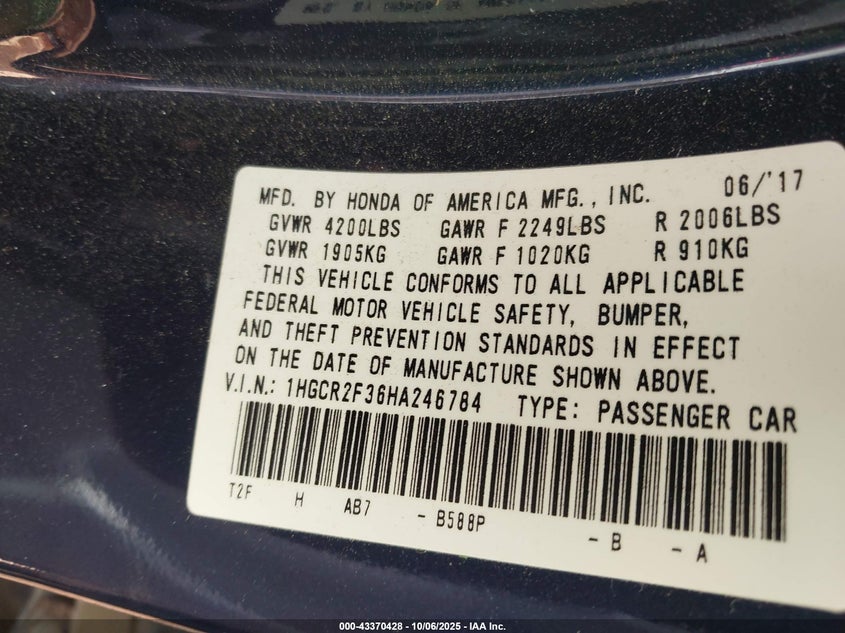 MFD. BY HONDA OF AMERICA MFG., INC. 06/'17
GVWR 4200LBS GAWR F 2249LBS R 2006LBS
GVWR 1905KG GAWR F 1020KG R 910KG
THIS VEHICLE CONFORMS TO ALL APPLICABLE
FEDERAL MOTOR VEHICLE SAFETY, BUMPER,
AND THEFT PREVENTION STANDARDS IN EFFECT
ON THE DATE OF MANUFACTURE SHOWN ABOVE.
V.I.N.: 1HGCR2F36HA246784 TYPE: PASSENGER CAR
T2F H AB7 - B588P - B - A
000-43370428 - 10/06/2025 - IAA Inc.